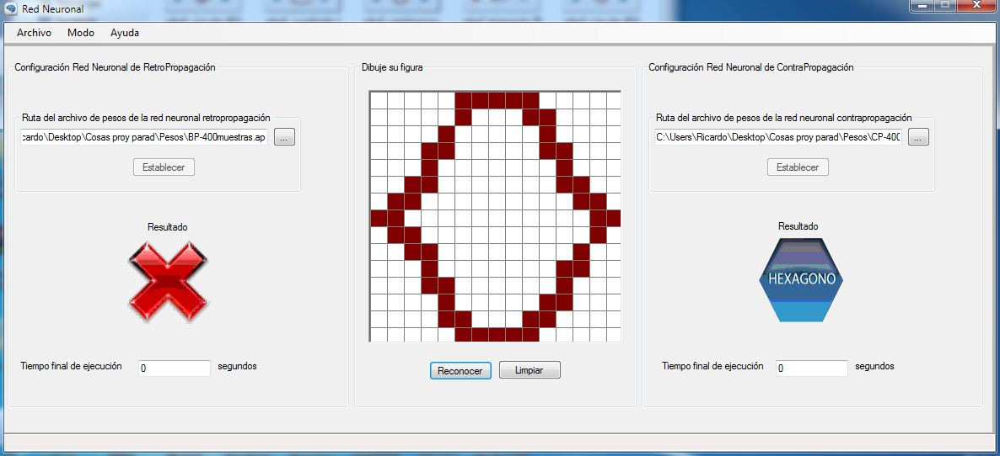 Red Neuronal
Archivo Modo Ayuda
Configuración Red Neuronal de RetroPropagación
Ruta del archivo de pesos de la red neuronal retropropagación
cardo\Desktop\Cosas proy parad\Pesos\BP-400muestras.ap
...
Establecer
Resultado
Tiempo final de ejecución 0 segundos
Dibuje su figura
Reconocer Limpiar
Configuración Red Neuronal de ContraPropagación
Ruta del archivo de pesos de la red neuronal contrapropagación
C:\Users\Ricardo\Desktop\Cosas proy parad\Pesos\CP-400
...
Establecer
Resultado
HEXAGONO
Tiempo final de ejecución 0 segundos